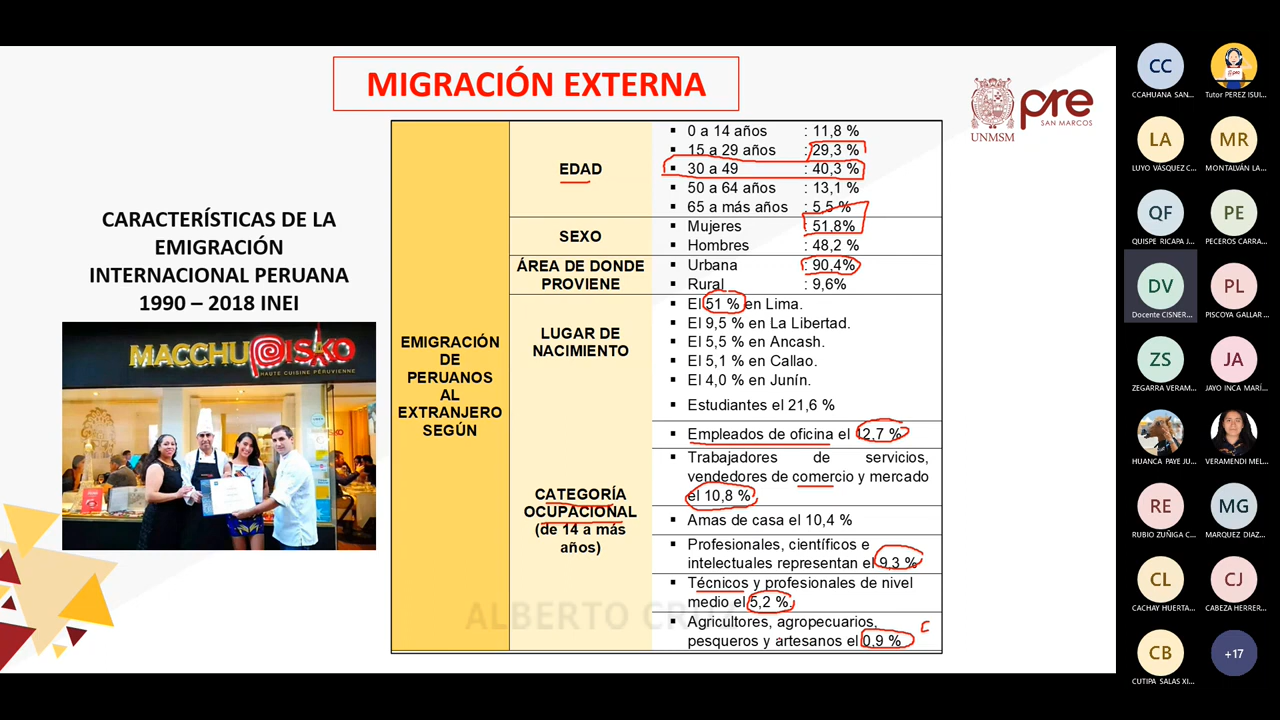 MIGRACIÓN EXTERNA
UNMSM
pre
SAN MARCOS
CARACTERÍSTICAS DE LA
EMIGRACIÓN
INTERNACIONAL PERUANA
1990 – 2018 INEI
MACCHU PISKO
HAUTE CUISINE PÉRUVIENNE
EMIGRACIÓN
DE
PERUANOS
AL
EXTRANJERO
SEGÚN
EDAD
▪ 0 a 14 años : 11,8 %
▪ 15 a 29 años : 29,3 %
▪ 30 a 49 : 40,3 %
▪ 50 a 64 años : 13,1 %
▪ 65 a más años : 5,5 %
SEXO
▪ Mujeres : 51,8%
▪ Hombres : 48,2 %
ÁREA DE DONDE
PROVIENE
▪ Urbana : 90,4%
▪ Rural : 9,6%
LUGAR DE
NACIMIENTO
▪ El 51 % en Lima.
▪ El 9,5 % en La Libertad.
▪ El 5,5 % en Ancash.
▪ El 5,1 % en Callao.
▪ El 4,0 % en Junín.
CATEGORÍA
OCUPACIONAL
(de 14 a más
años)
▪ Estudiantes el 21,6 %
▪ Empleados de oficina el 12,7 %
▪ Trabajadores de servicios,
vendedores de comercio y mercado
el 10,8 %
▪ Amas de casa el 10,4 %
▪ Profesionales, científicos e
intelectuales representan el 9,3 %
▪ Técnicos y profesionales de nivel
medio el 5,2 %
▪ Agricultores, agropecuarios,
pesqueros y artesanos el 0,9 %
ALBERTO CRUZ
CC
CCAHUANA SAN...
Tutor PEREZ ISUI...
LA
LUYO VÁSQUEZ C...
MR
MONTALVÁN LA...
QF
QUISPE RICAPA J...
PE
PECEROS CARRA...
DV
Docente CISNER...
PL
PISCOYA GALLAR...
ZS
ZEGARRA VERAM...
JA
JAYO INCA MARÍ...
HUANCA PAYE JU...
VERAMENDI MEL...
RE
RUBIO ZUÑIGA C...
MG
MARQUEZ DIAZ...
CL
CACHAY HUERTA...
CJ
CABEZA HERRER...
CB
CUTIPA SALAS XI...
+17